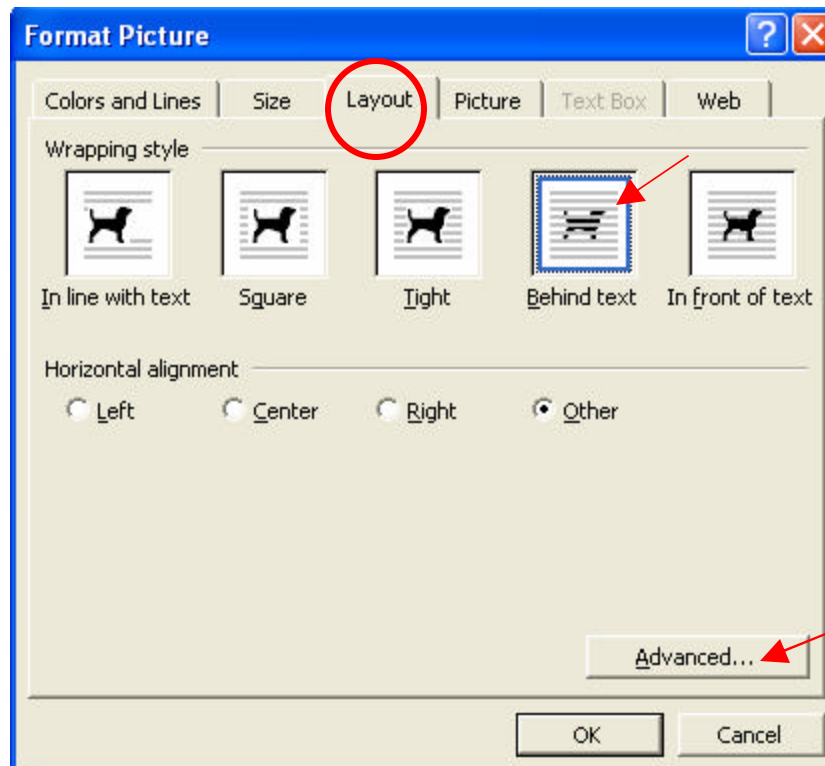 Format Picture
Colors and Lines Size Layout Picture Text Box Web
Wrapping style
In line with text Square Tight Behind text In front of text
Horizontal alignment
Left Center Right Other
Advanced...
OK Cancel